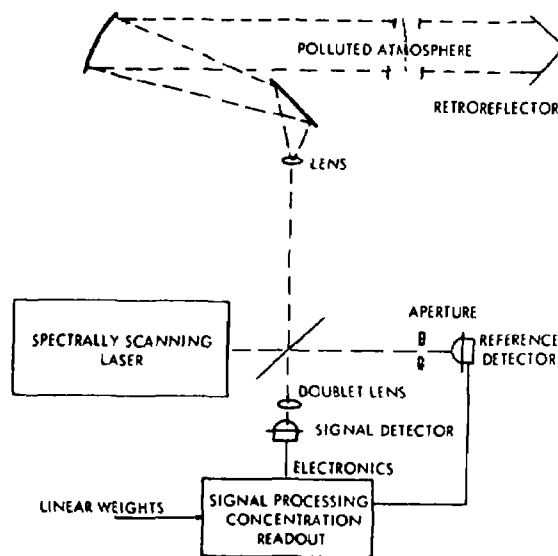 POLLUTED ATMOSPHERE
RETROREFLECTOR
LENS
APERTURE
SPECTRALLY SCANNING
LASER
REFERENCE
DETECTOR
DOUBLET LENS
SIGNAL DETECTOR
ELECTRONICS
LINEAR WEIGHTS
SIGNAL PROCESSING
CONCENTRATION
READOUT